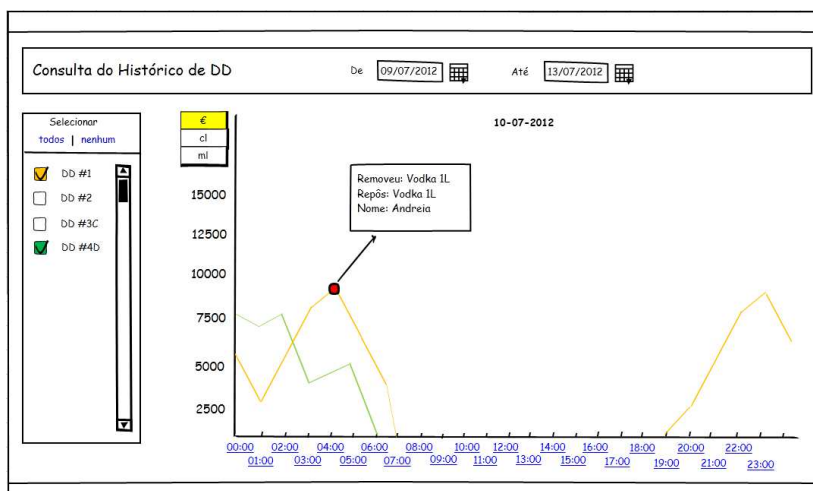 Consulta do Histórico de DD
De 09/07/2012
Até 13/07/2012
Selecionar
todos | nenhum
DD #1
DD #2
DD #3C
DD #4D
€
cl
ml
10-07-2012
Removeu: Vodka 1L
Repôs: Vodka 1L
Nome: Andreia
15000
12500
10000
7500
5000
2500
00:00 02:00 04:00 06:00 08:00 10:00 12:00 14:00 16:00 18:00 20:00 22:00
01:00 03:00 05:00 07:00 09:00 11:00 13:00 15:00 17:00 19:00 21:00 23:00